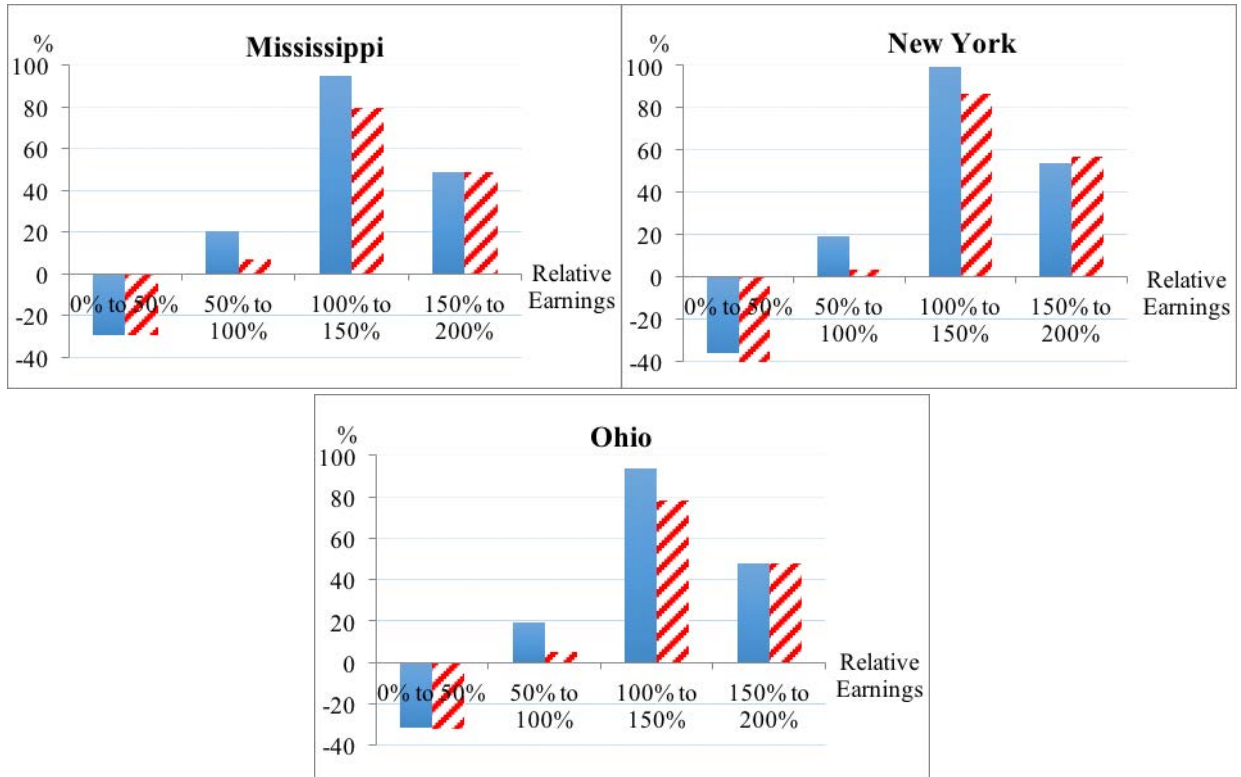 Mississippi
%
100
80
60
40
20
0
-20
-40
0% to 50%
50% to
100%
100% to
150%
150% to
200%
Relative
Earnings
New York
%
100
80
60
40
20
0
-20
-40
0% to 50%
50% to
100%
100% to
150%
150% to
200%
Relative
Earnings
Ohio
%
100
80
60
40
20
0
-20
-40
0% to 50%
50% to
100%
100% to
150%
150% to
200%
Relative
Earnings